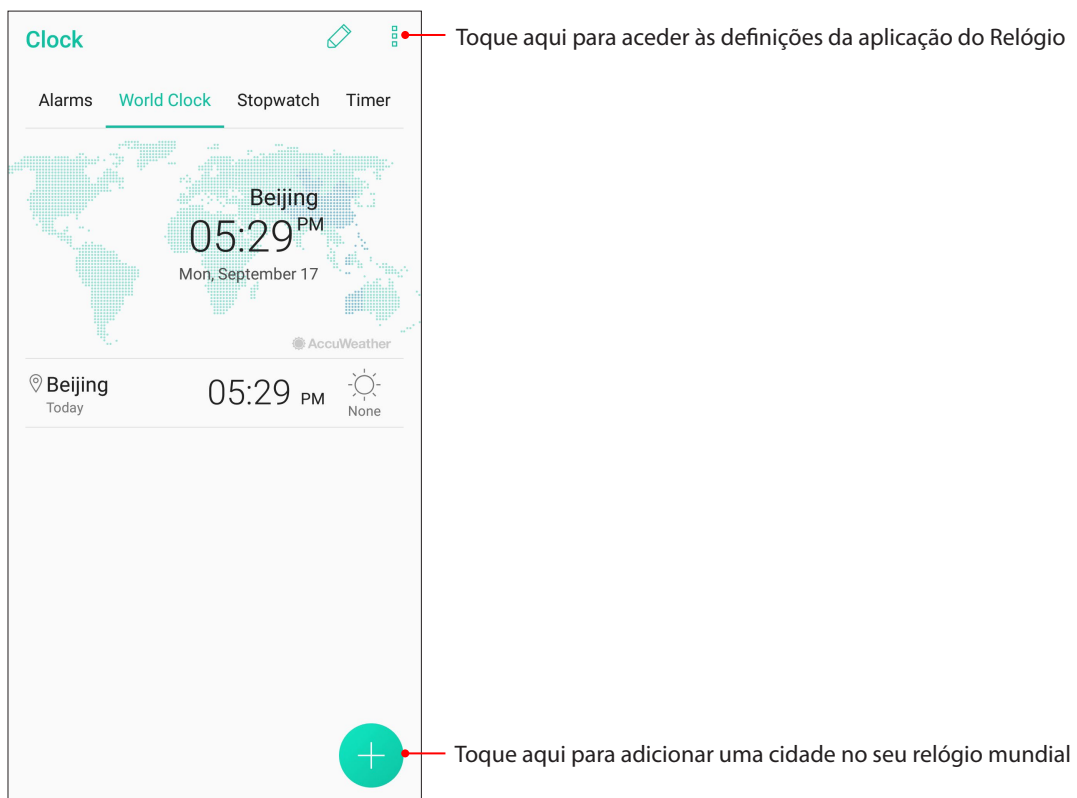 Clock
Toque aqui para aceder às definições da aplicação do Relógio
Alarms World Clock Stopwatch Timer
Beijing
05:29 PM
Mon, September 17
AccuWeather
Beijing 05:29 PM
Today None
Toque aqui para adicionar uma cidade no seu relógio mundial